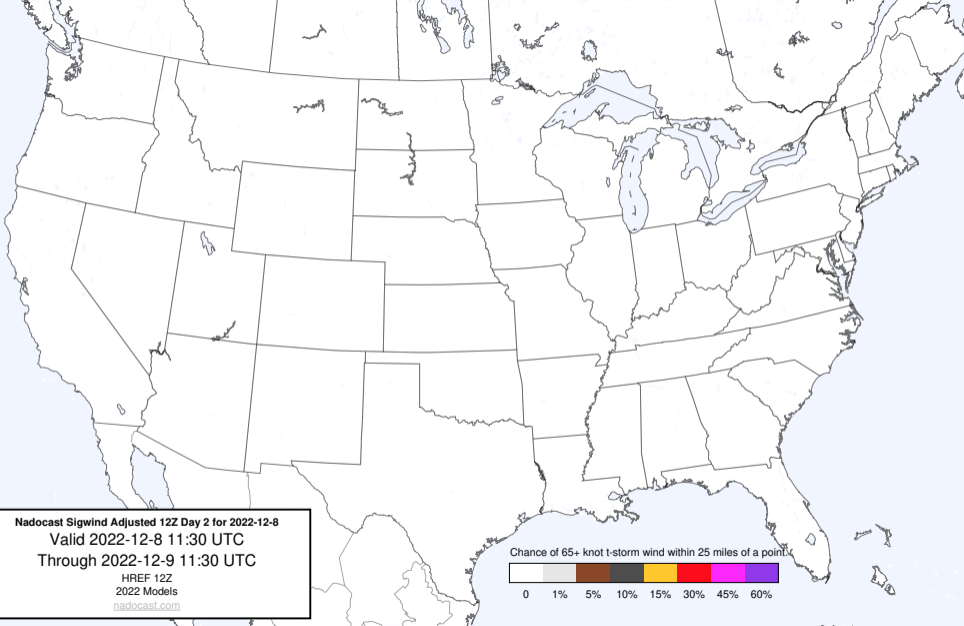 Nadocast Sigwind Adjusted 12Z Day 2 for 2022-12-8
Valid 2022-12-8 11:30 UTC
Through 2022-12-9 11:30 UTC
HREF 12Z
2022 Models
nadocast.com
Chance of 65+ knot t-storm wind within 25 miles of a point.
0 1% 5% 10% 15% 30% 45% 60%